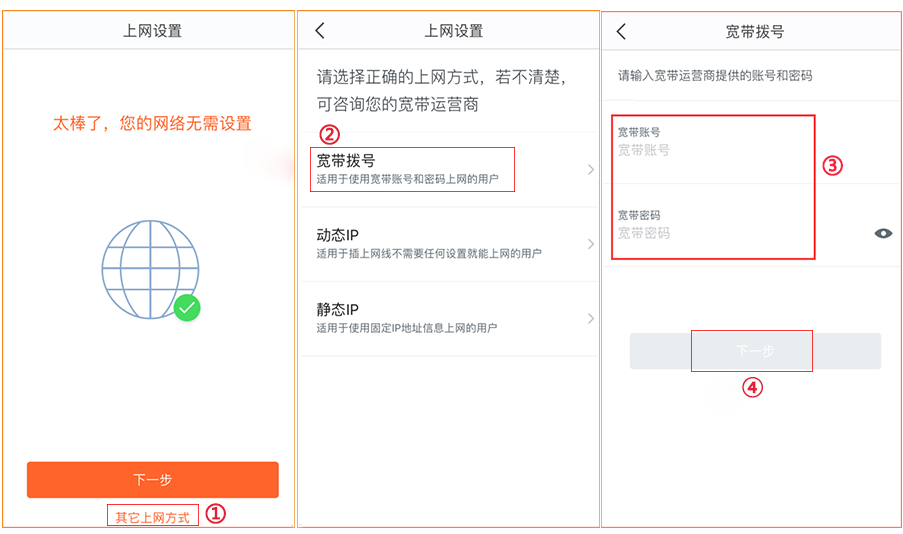 上网设置
太棒了，您的网络无需设置
下一步
其它上网方式 ①
上网设置
请选择正确的上网方式，若不清楚，
可咨询您的宽带运营商
②
宽带拨号
适用于使用宽带账号和密码上网的用户
动态IP
适用于插上网线不需要任何设置就能上网的用户
静态IP
适用于使用固定IP地址信息上网的用户
宽带拨号
请输入宽带运营商提供的账号和密码
宽带账号
宽带账号
③
宽带密码
宽带密码
下一步
④